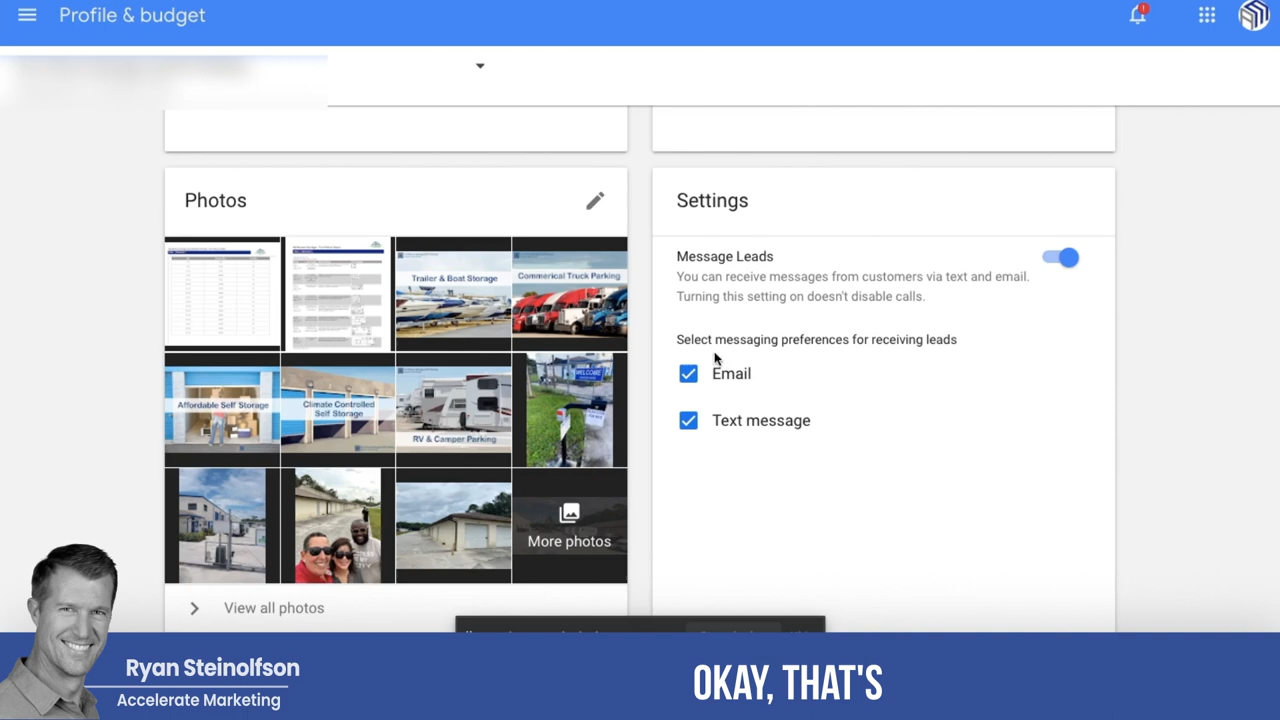 Profile & budget
Photos
Trailer & Boat Storage
Commerical Truck Parking
Affordable Self Storage
Climate Controlled
Self Storage
RV & Camper Parking
WELCOME
More photos
View all photos
Settings
Message Leads
You can receive messages from customers via text and email.
Turning this setting on doesn't disable calls.
Select messaging preferences for receiving leads
Email
Text message
Ryan Steinolfson
Accelerate Marketing
OKAY, THAT'S